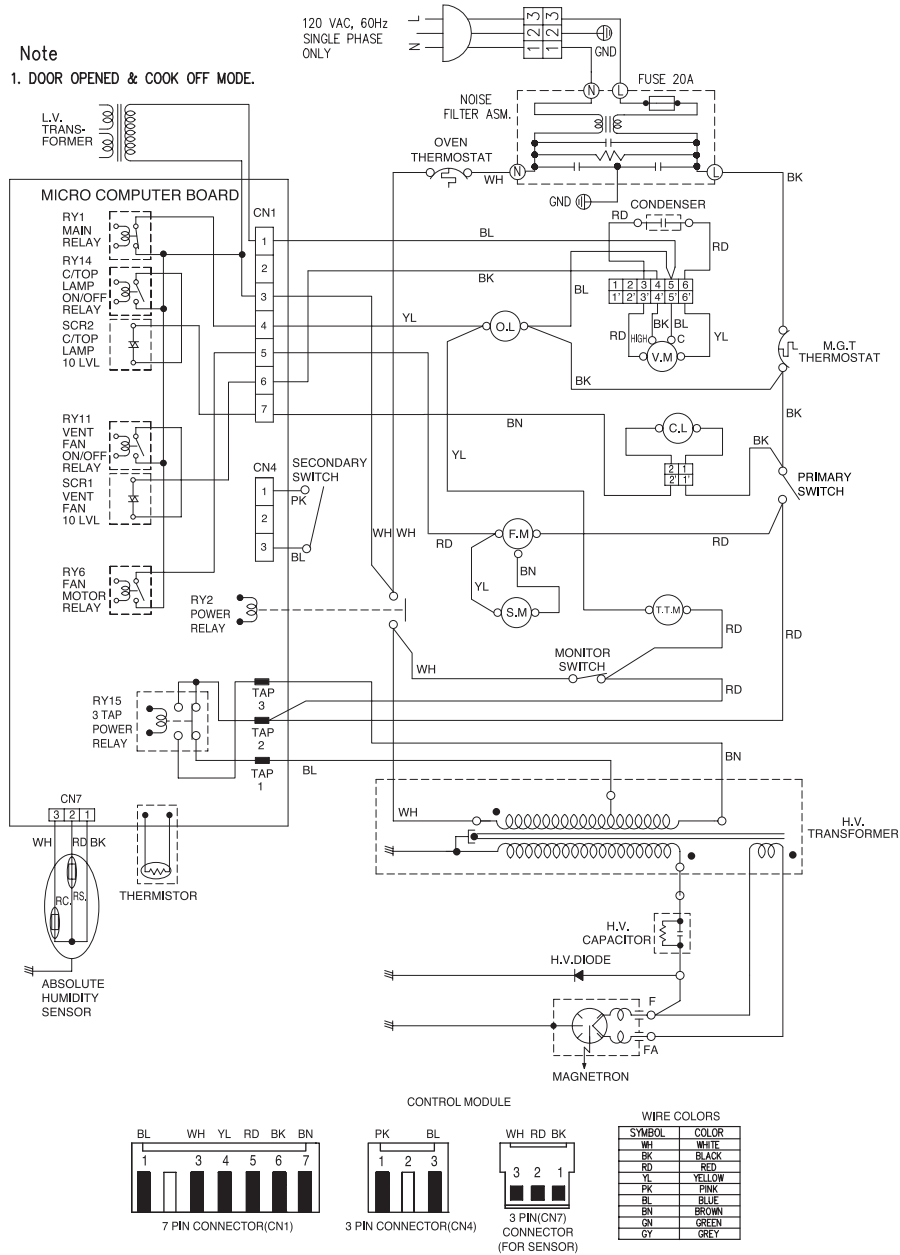 120 VAC, 60Hz
SINGLE PHASE
ONLY
L
N
3 3
2 2
1 1
GND
Note
1. DOOR OPENED & COOK OFF MODE.
N
L
FUSE 20A
NOISE
FILTER ASM.
L.V.
TRANS-
FORMER
OVEN
THERMOSTAT
WH
N
L
BK
GND
CONDENSER
RD
RD
MICRO COMPUTER BOARD
CN1
1
2
3
4
5
6
7
RY1
MAIN
RELAY
RY14
C/TOP
LAMP
ON/OFF
RELAY
SCR2
C/TOP
LAMP
10 LVL
RY11
VENT
FAN
ON/OFF
RELAY
SCR1
VENT
FAN
10 LVL
RY6
FAN
MOTOR
RELAY
BL
BK
BL
YL
O.L
1 2 3 4 5 6
1' 2' 3' 4' 5' 6'
RD
HIGH
BK
BL
C
YL
V.M
M.G.T
THERMOSTAT
BK
BK
BN
C.L
BK
2 1
2' 1'
YL
PRIMARY
SWITCH
CN4
1
2
3
SECONDARY
SWITCH
PK
BL
WH WH
RD
F.M
RD
BN
YL
S.M
RY2
POWER
RELAY
T.T.M
RD
RD
MONITOR
SWITCH
WH
RD
RY15
3 TAP
POWER
RELAY
TAP
3
TAP
2
TAP
1
BL
BN
CN7
3 2 1
WH RD BK
RC.
RS.
THERMISTOR
ABSOLUTE
HUMIDITY
SENSOR
WH
H.V.
TRANSFORMER
H.V.
CAPACITOR
H.V.DIODE
F
FA
MAGNETRON
CONTROL MODULE
BL WH YL RD BK BN
1 3 4 5 6 7
7 PIN CONNECTOR(CN1)
PK BL
1 2 3
3 PIN CONNECTOR(CN4)
WH RD BK
3 2 1
3 PIN(CN7)
CONNECTOR
(FOR SENSOR)
WIRE COLORS
SYMBOL COLOR
WH WHITE
BK BLACK
RD RED
YL YELLOW
PK PINK
BL BLUE
BN BROWN
GN GREEN
GY GREY